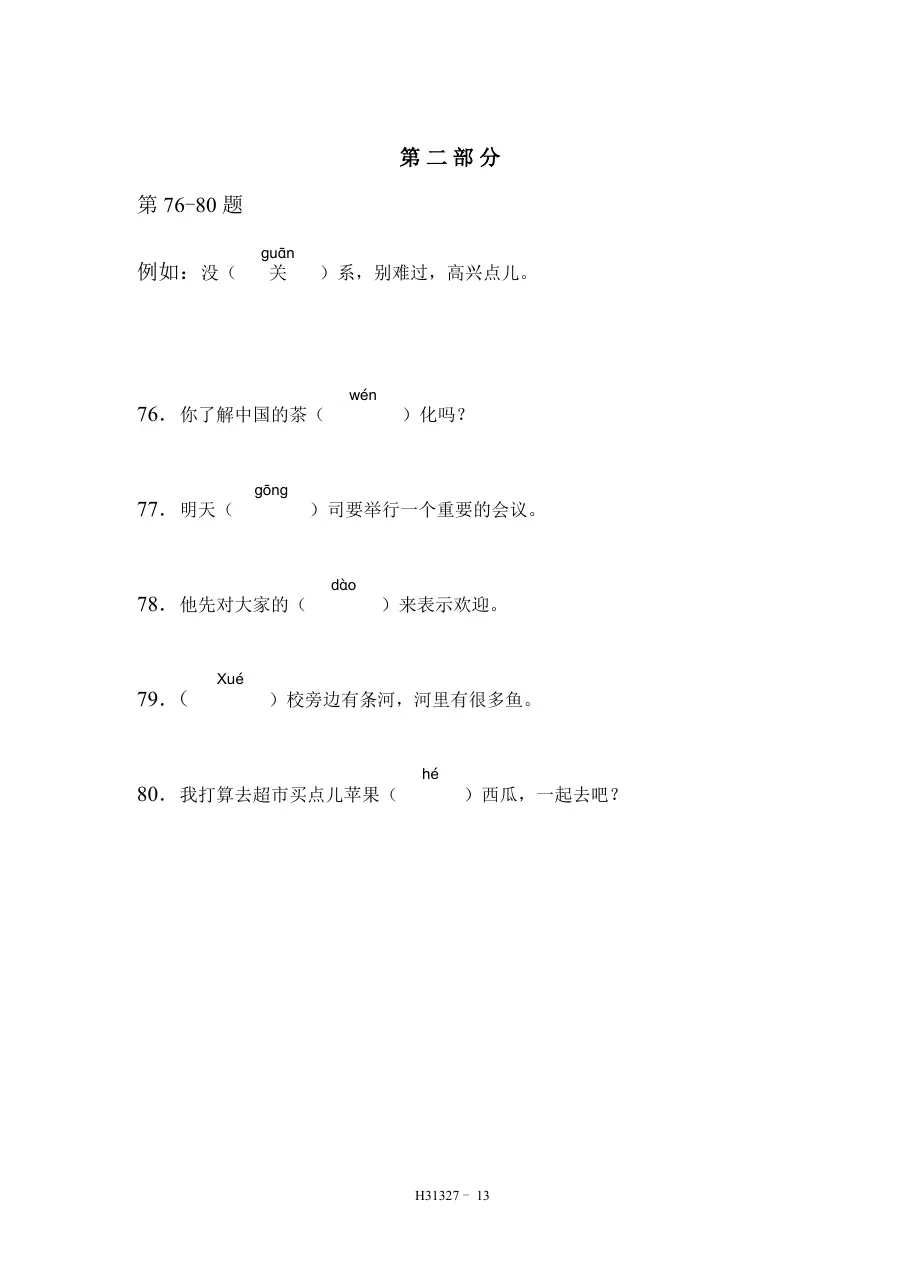 第 二 部 分
第 76-80 题
guān
例如：没（ 关 ）系，别难过，高兴点儿。
wén
76. 你了解中国的茶（ ）化吗？
gōng
77. 明天（ ）司要举行一个重要的会议。
dào
78. 他先对大家的（ ）来表示欢迎。
Xué
79.（ ）校旁边有条河，河里有很多鱼。
hé
80. 我打算去超市买点儿苹果（ ）西瓜，一起去吧？
H31327 - 13